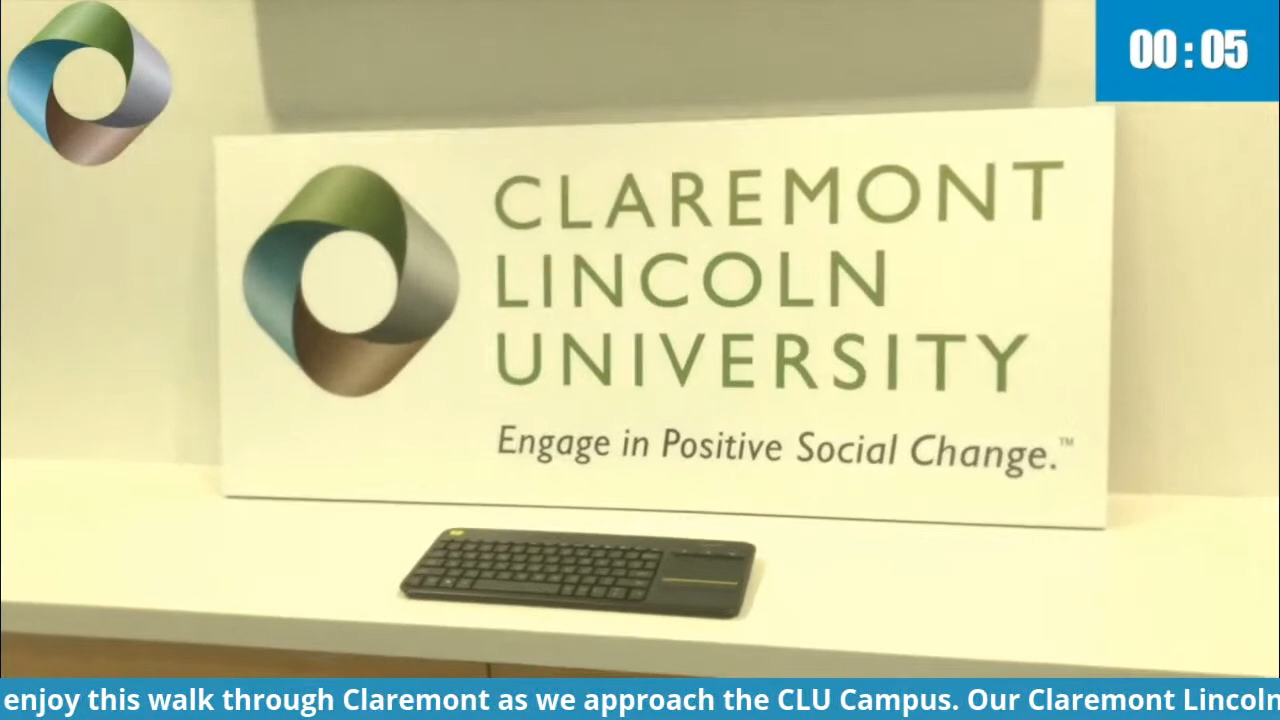 00:05
CLAREMONT
LINCOLN
UNIVERSITY
Engage in Positive Social Change.™
enjoy this walk through Claremont as we approach the CLU Campus. Our Claremont Lincoln